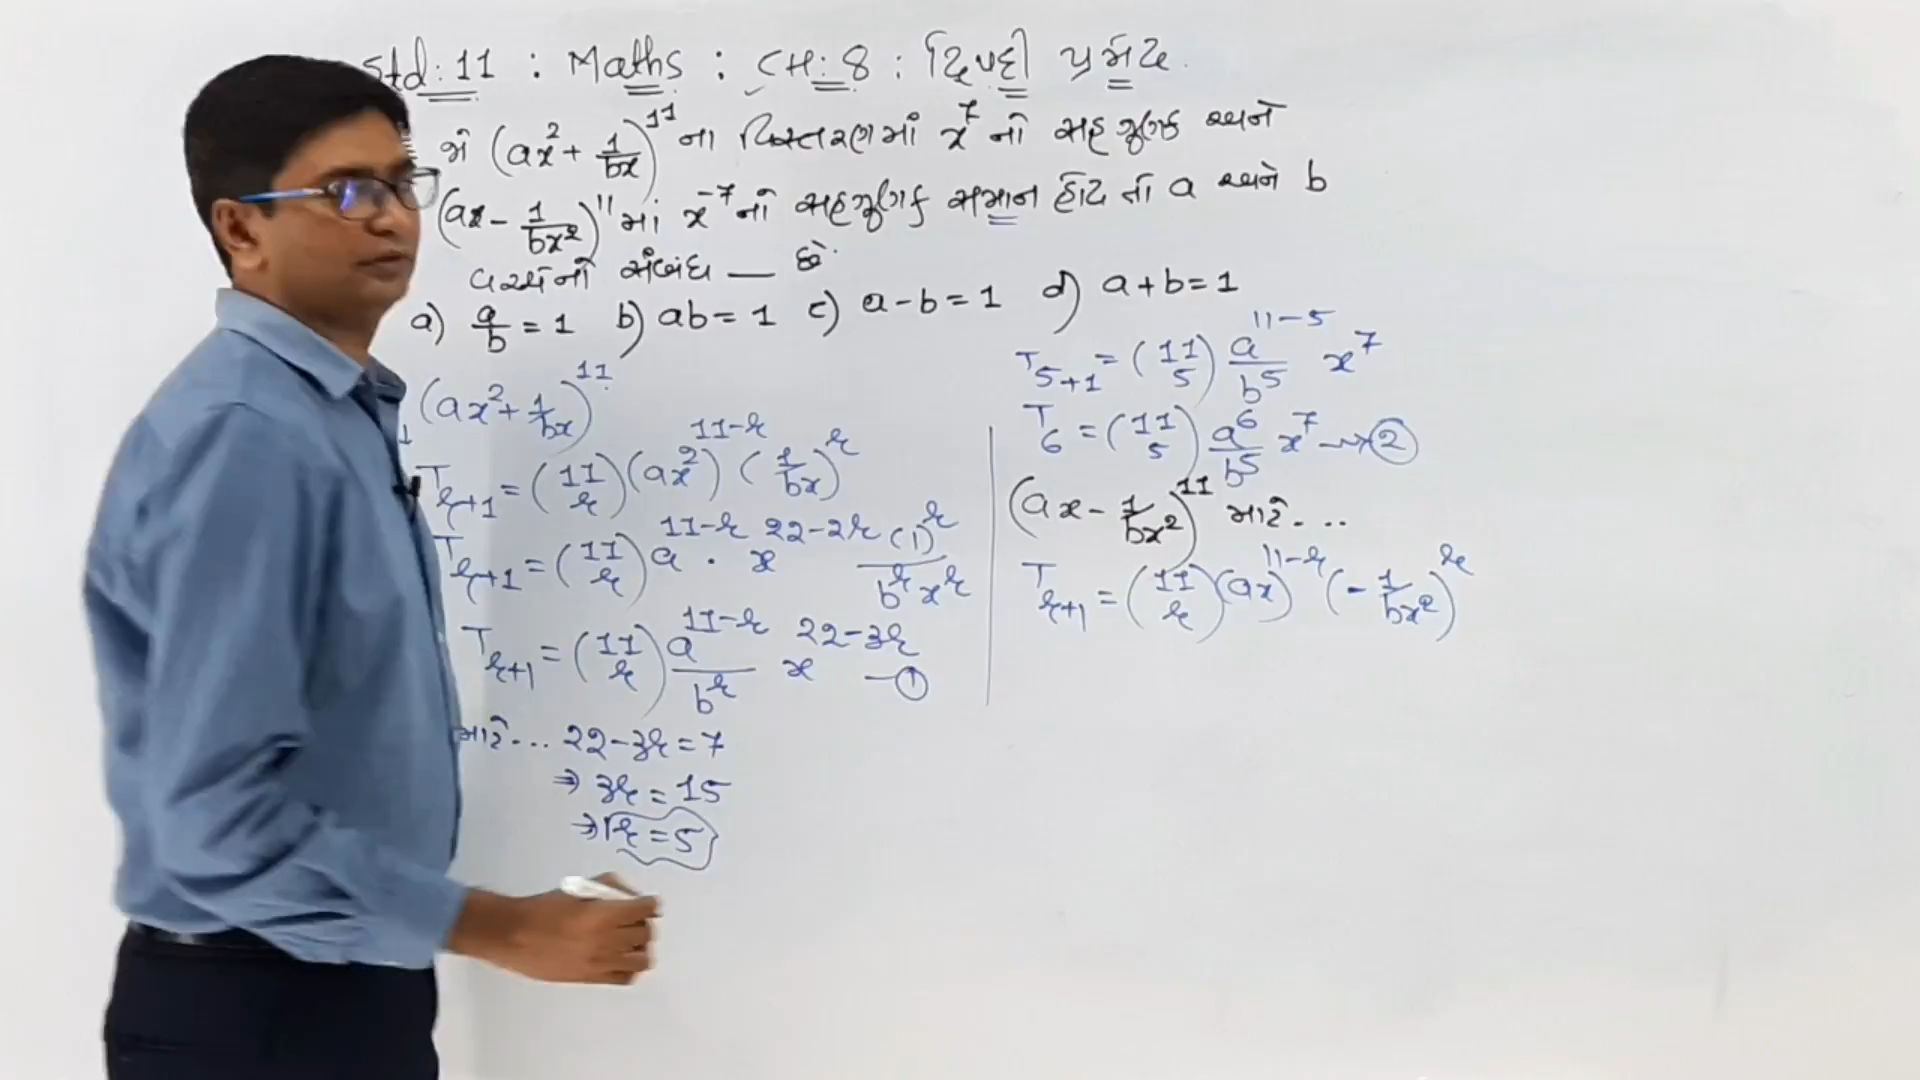 Std: 11 : Maths : CH: 8 : દ્વિપદી પ્રમેય.
જો (ax² + 1/bx)¹¹ ના વિસ્તરણમાં x⁷ નો સહગુણક અને
(ax - 1/bx²)¹¹ માં x⁻⁷ નો સહગુણક સમાન હોય તો a અને b
વચ્ચેનો સંબંધ — છે.
a) a/b = 1 b) ab = 1 c) a - b = 1 d) a + b = 1
(ax² + 1/bx)¹¹
T_{r+1} = (11 r) (ax²)^{11-r} (1/bx)^r
T_{r+1} = (11 r) a^{11-r} · x^{22-2r} (1)^r / b^r x^r
T_{r+1} = (11 r) a^{11-r} / b^r x^{22-3r} — ①
માટે... 22 - 3r = 7
⇒ 3r = 15
⇒ r = 5
T_{5+1} = (11 5) a^{11-5} / b⁵ x⁷
T_6 = (11 5) a⁶ / b⁵ x⁷ → ②
(ax - 1/bx²)¹¹ માટે...
T_{r+1} = (11 r) (ax)^{11-r} (- 1/bx²)^r